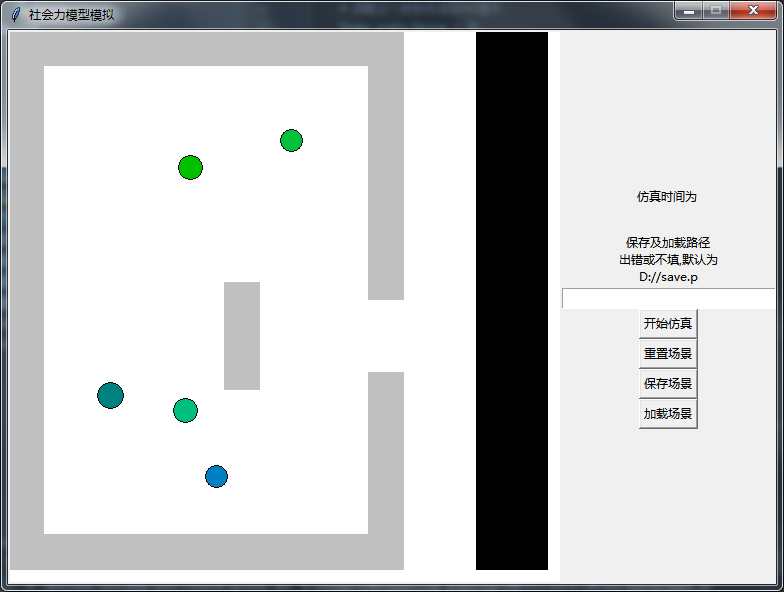 社会力模型模拟
仿真时间为
保存及加载路径
出错或不填,默认为
D://save.p
开始仿真
重置场景
保存场景
加载场景